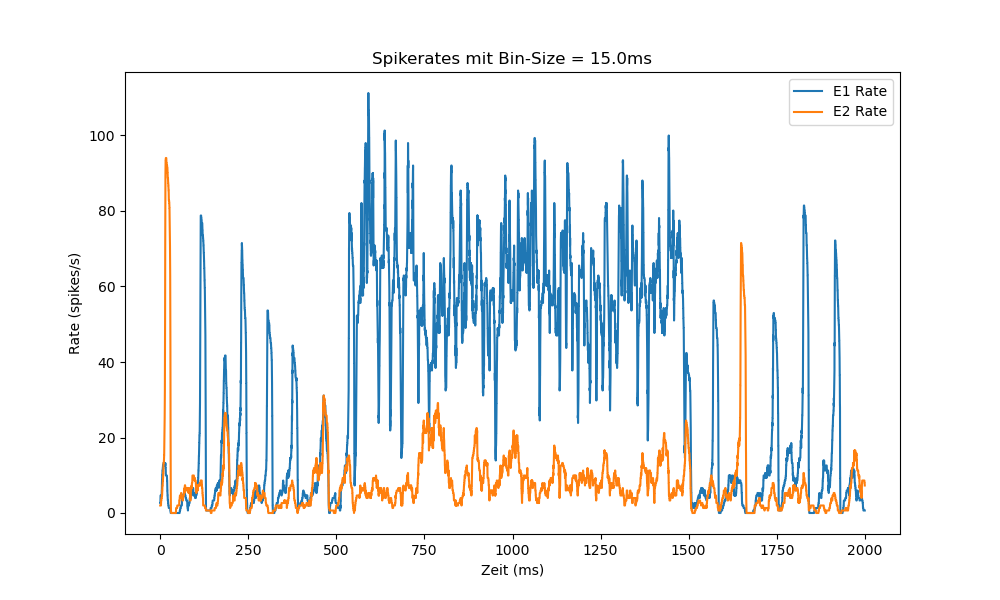 Spikerates mit Bin-Size = 15.0ms
E1 Rate
E2 Rate
Rate (spikes/s)
100
80
60
40
20
0
0 250 500 750 1000 1250 1500 1750 2000
Zeit (ms)